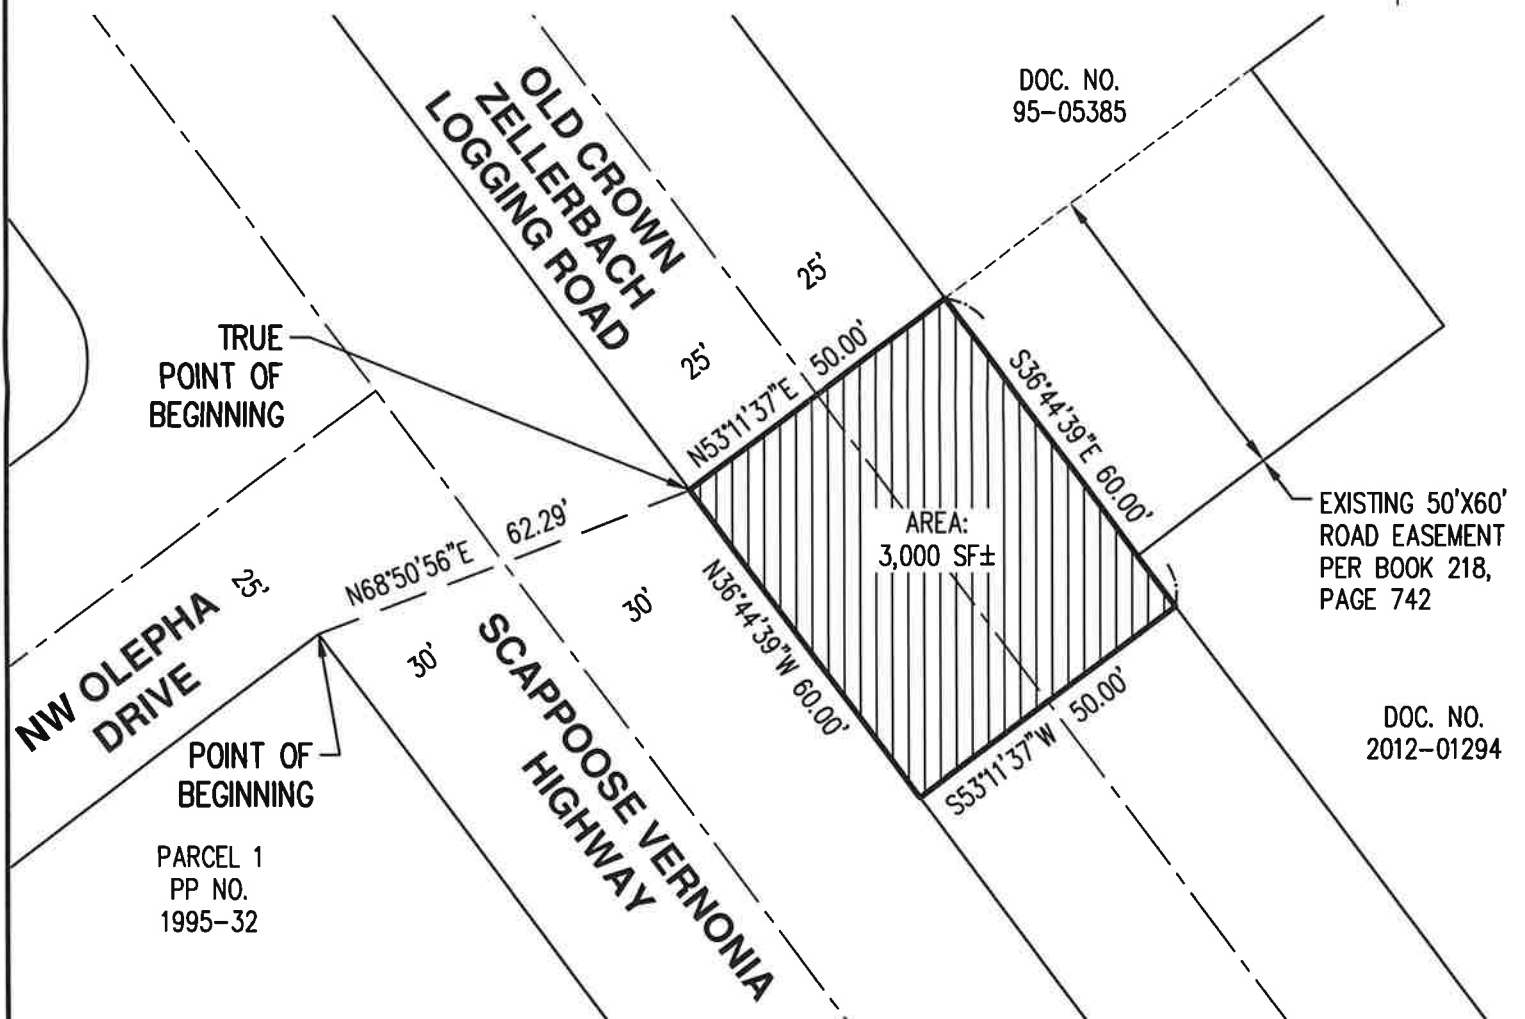 DOC. NO.
95-05385
OLD CROWN
ZELLERBACH
LOGGING ROAD
25'
25'
TRUE
POINT OF
BEGINNING
N53°11'37"E 50.00'
S36°44'39"E 60.00'
AREA:
3,000 SF±
EXISTING 50'X60'
ROAD EASEMENT
PER BOOK 218,
PAGE 742
N68°50'56"E 62.29'
N36°44'39"W 60.00'
S53°11'37"W 50.00'
25'
30'
30'
NW OLEPHA
DRIVE
SCAPPOOSE VERNONIA
HIGHWAY
POINT OF
BEGINNING
PARCEL 1
PP NO.
1995-32
DOC. NO.
2012-01294